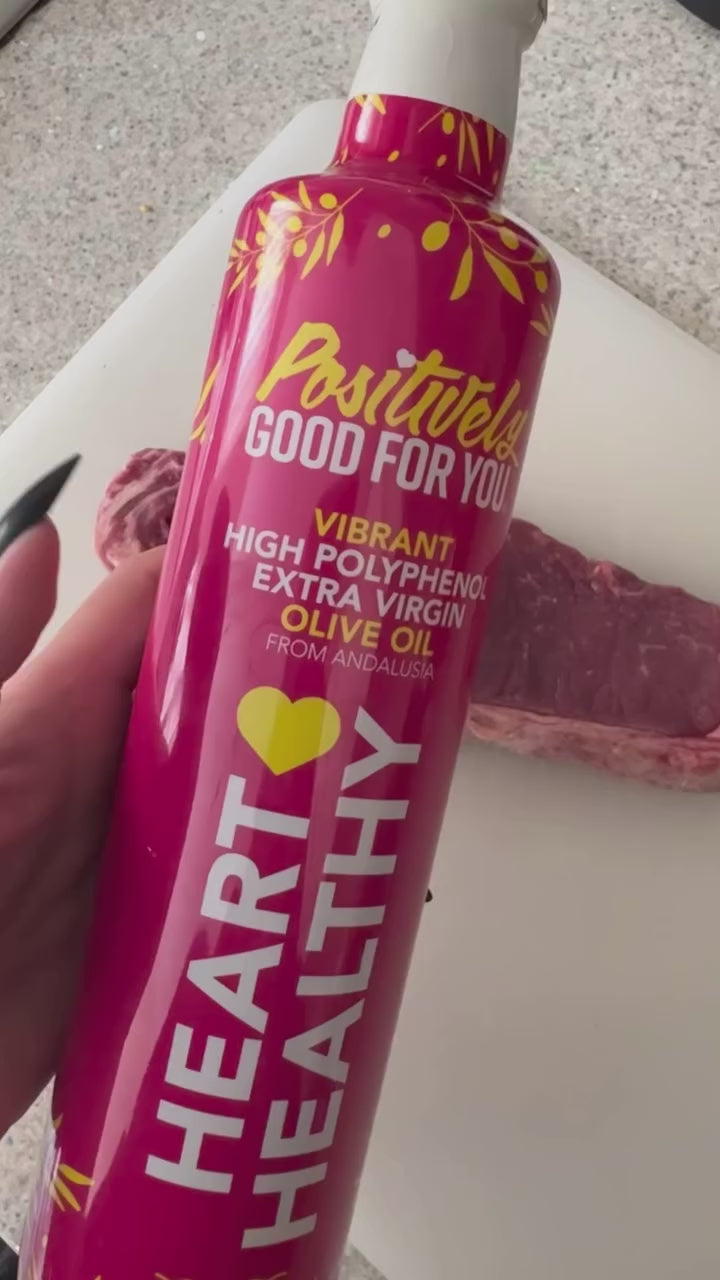 Positively
GOOD FOR YOU
VIBRANT
HIGH POLYPHENOL
EXTRA VIRGIN
OLIVE OIL
FROM ANDALUSIA
HEART
HEALTHY